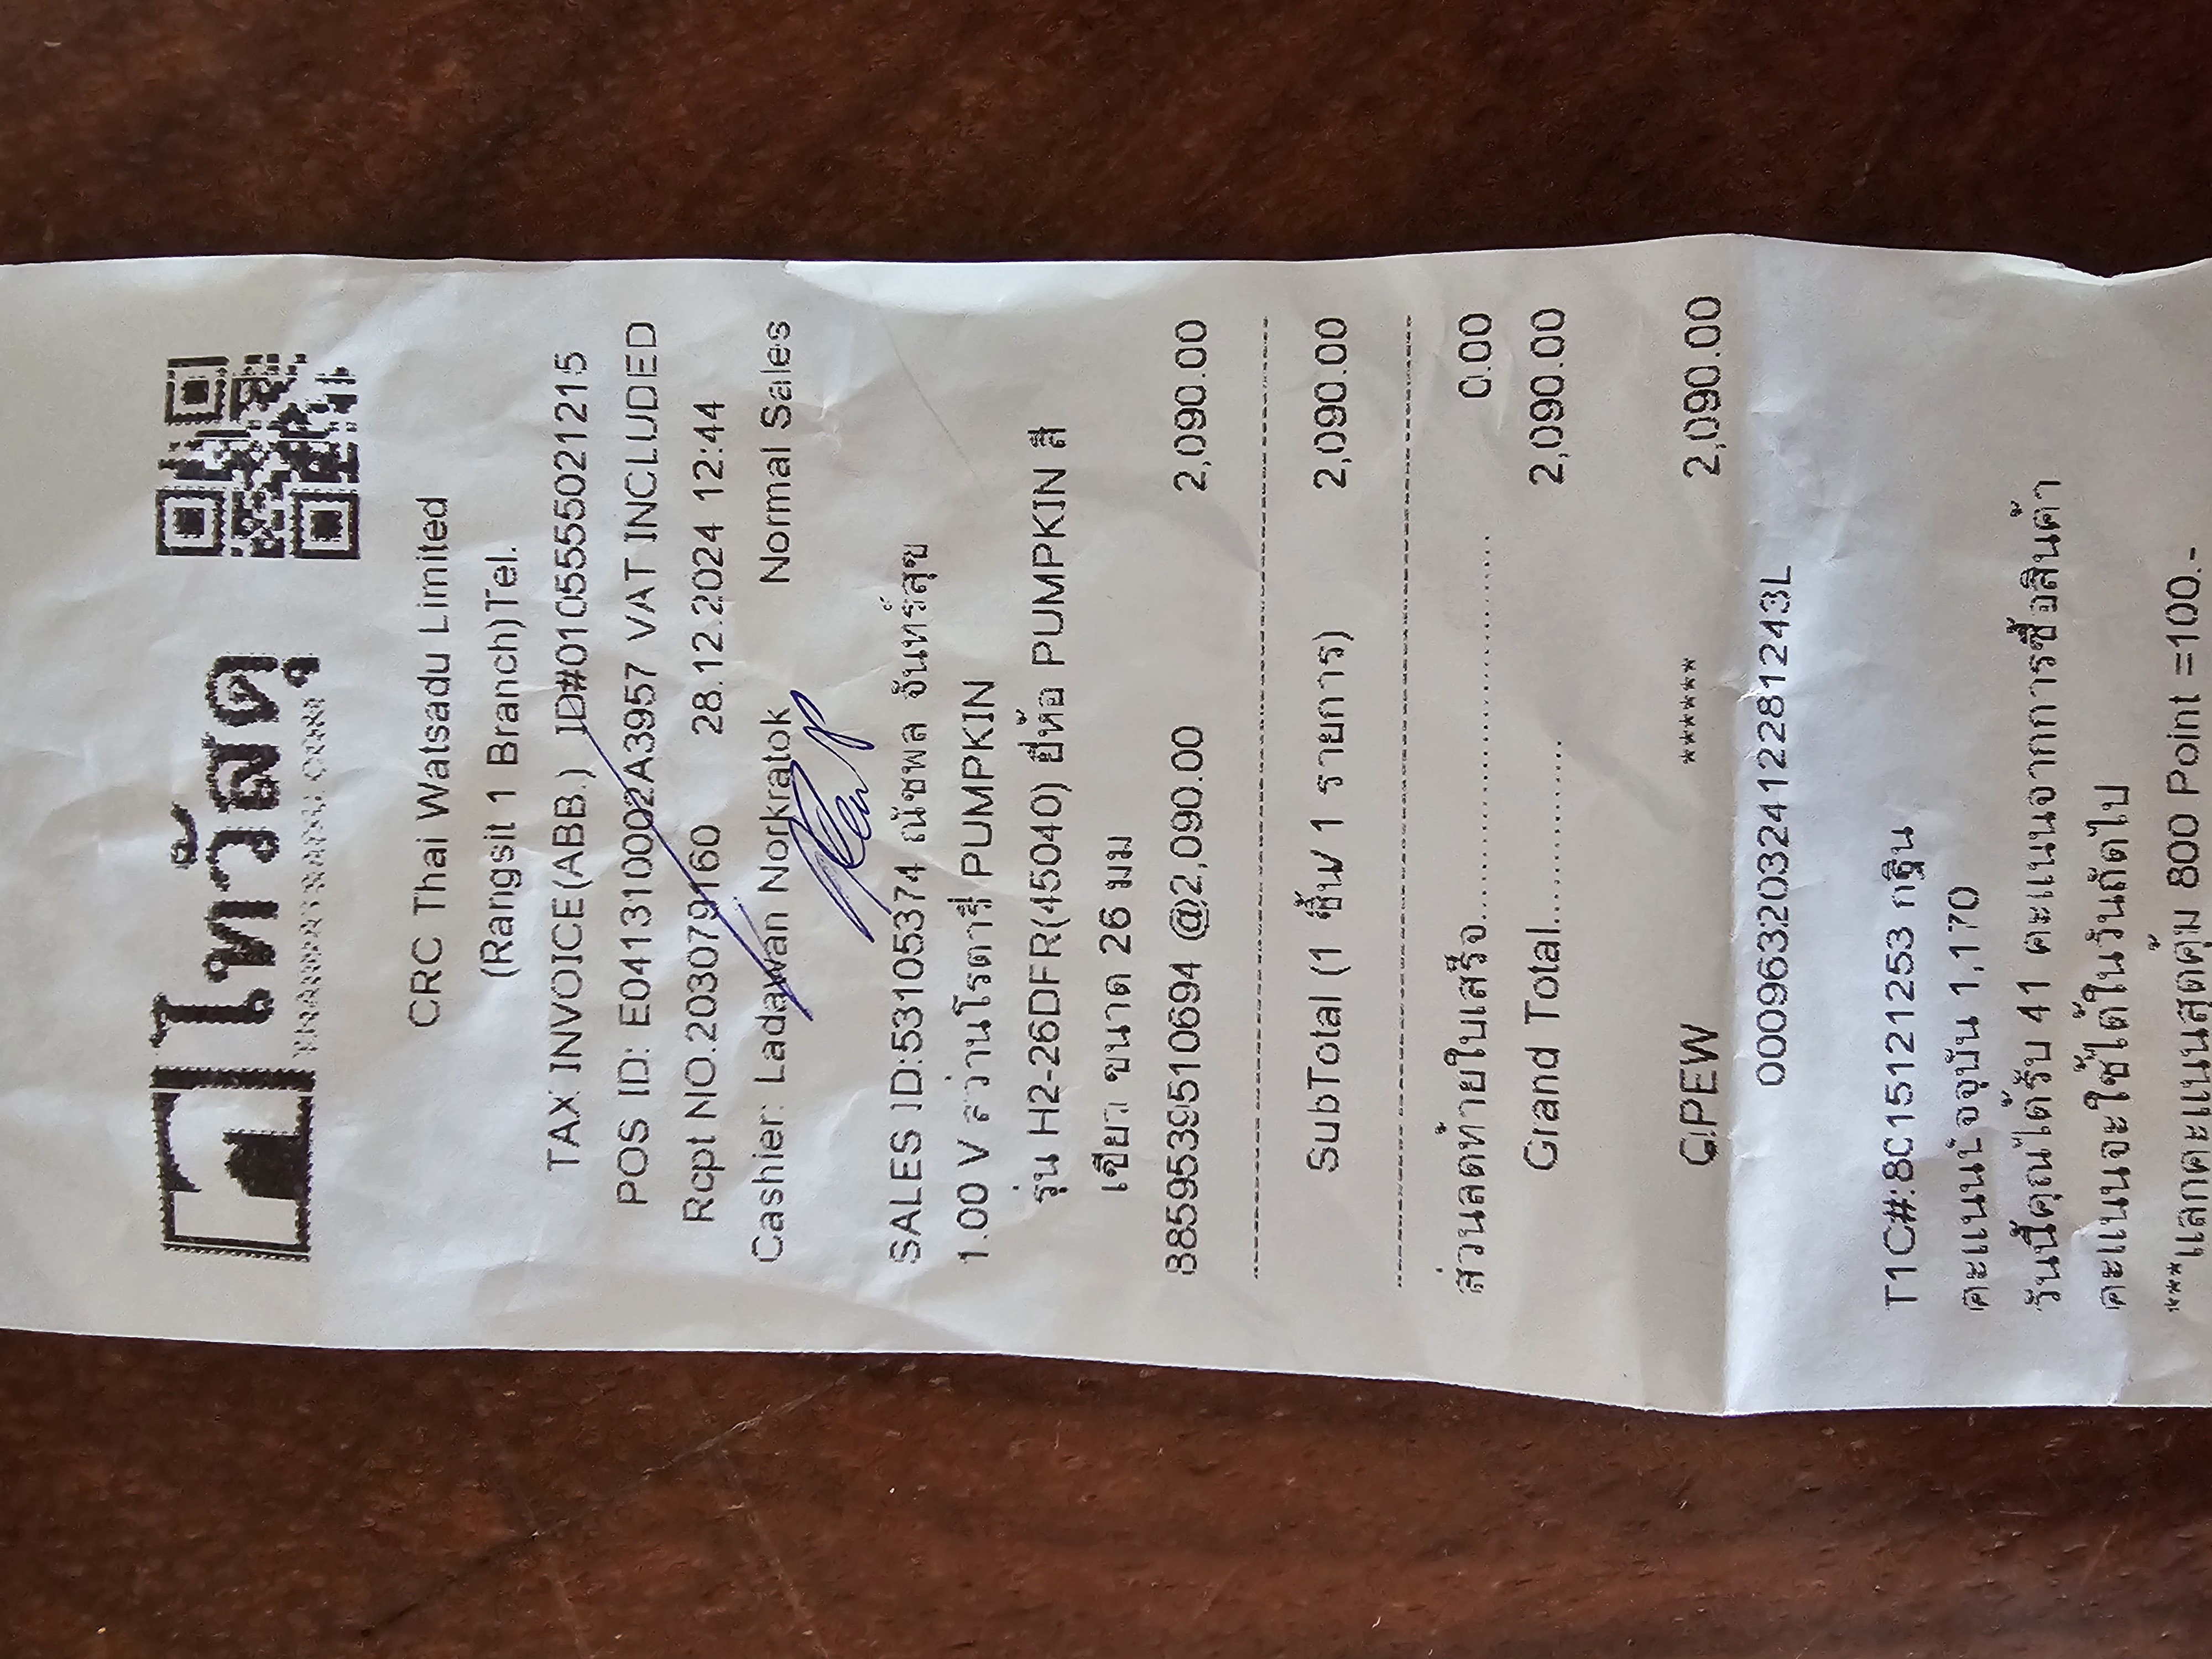 ไทวัสดุ
THAIWATSADU.COM
CRC Thai Watsadu Limited
(Rangsit 1 Branch)Tel.
TAX INVOICE(ABB.) ID#0105555021215
POS ID: E041310002A3957 VAT INCLUDED
Rcpt NO.203079160 28.12.2024 12:44
Cashier: Ladawan Norkratok Normal Sales
SALES ID:53105374 ณัชพล จันทร์สุข
1.00 V สว่านโรตารี่ PUMPKIN
รุ่น H2-26DFR(45040) ยี่ห้อ PUMPKIN สี
เขียว ขนาด 26 มม
8859539510694 @2,090.00 2,090.00
SubTotal (1 ชิ้น/ 1 รายการ) 2,090.00
ส่วนลดท้ายใบเสร็จ............................ 0.00
Grand Total............... 2,090.00
GPEW ******* 2,090.00
0009632032412281243L
T1C#:8015121253 กฐิน
คะแนนปัจจุบัน 1,170
วันนี้คุณได้รับ 41 คะแนนจากการซื้อสินค้า
คะแนนจะใช้ได้ในวันถัดไป
***แลกคะแนนสุดคุ้ม 800 Point =100.-